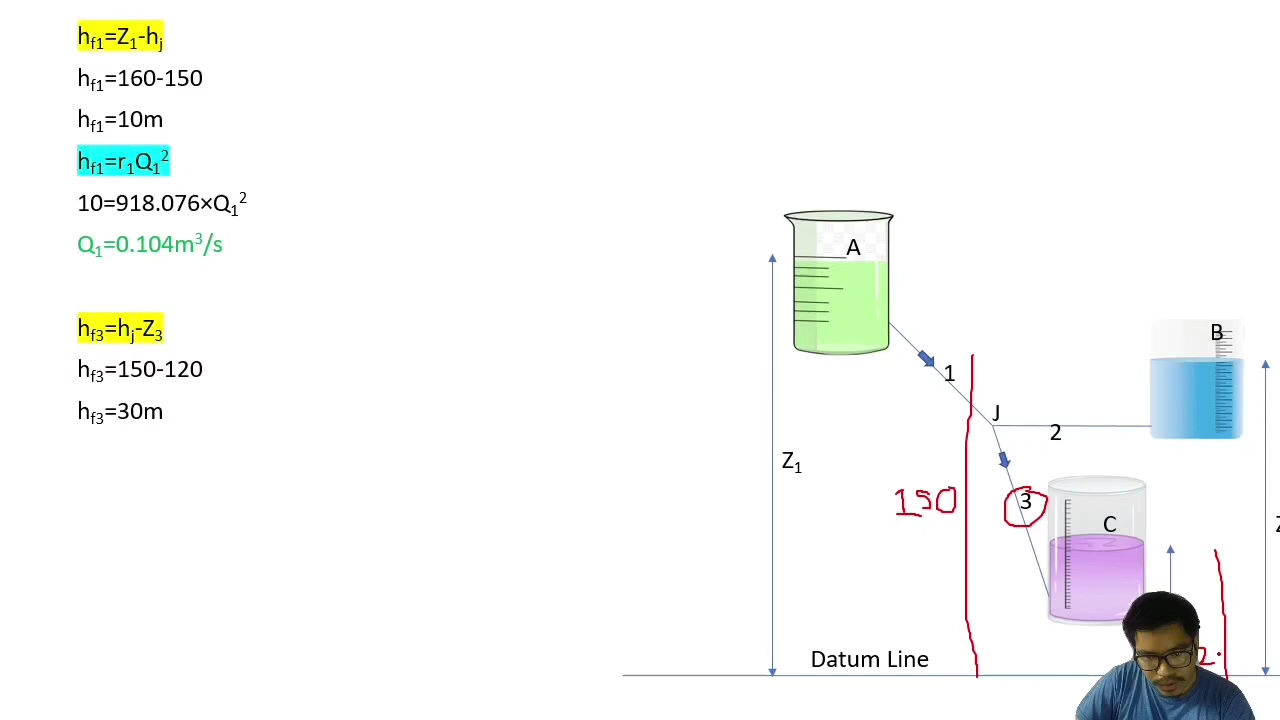 hf1=Z1-hj
hf1=160-150
hf1=10m
hf1=r1Q1²
10=918.076×Q1²
Q1=0.104m³/s
hf3=hj-Z3
hf3=150-120
hf3=30m
A
B
1
J
2
Z1
150
3
C
Z
Datum Line
2